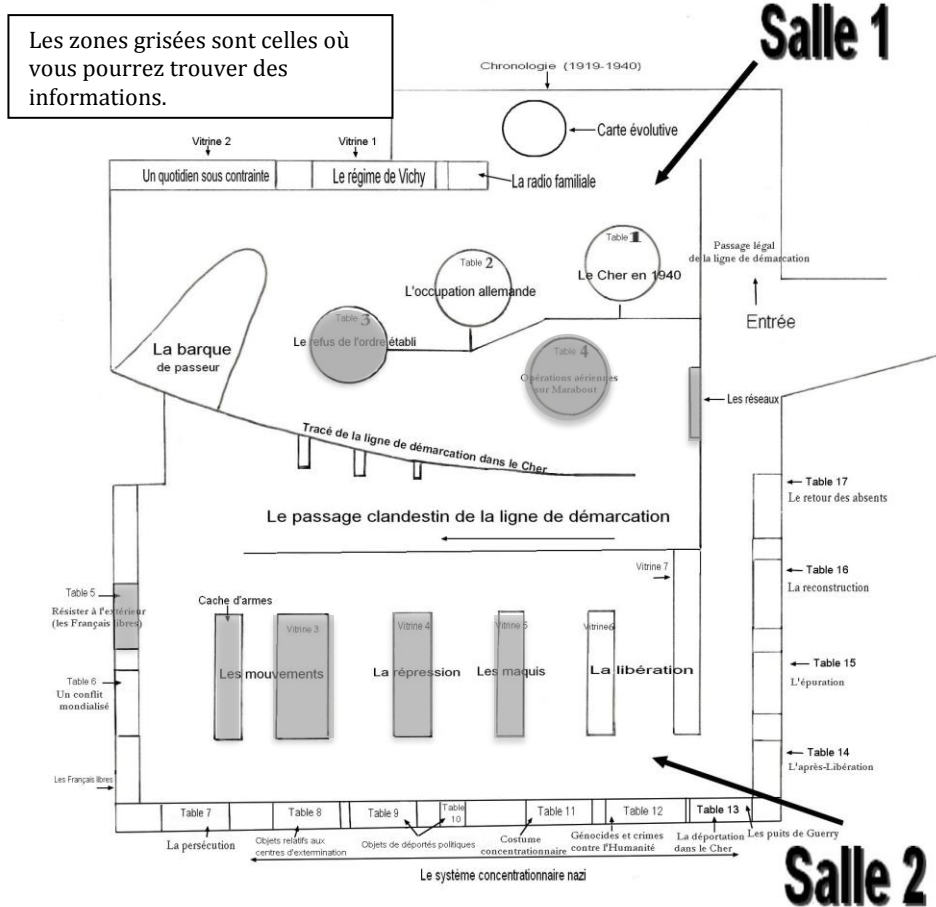 Les zones grisées sont celles où
vous pourrez trouver des
informations.
Salle 1
Chronologie (1919-1940)
Carte évolutive
Vitrine 2
Vitrine 1
Un quotidien sous contrainte
Le régime de Vichy
La radio familiale
Table 1
Le Cher en 1940
Passage légal
de la ligne de démarcation
Entrée
Table 2
L'occupation allemande
Table 3
Le refus de l'ordre établi
La barque
de passeur
Table 4
Opérations aériennes
sur Marabout
Les réseaux
Tracé de la ligne de démarcation dans le Cher
Le passage clandestin de la ligne de démarcation
Table 17
Le retour des absents
Vitrine 7
Table 16
La reconstruction
Table 5
Résister à l'extérieur
(les Français libres)
Cache d'armes
Vitrine 3
Les mouvements
Vitrine 4
La répression
Vitrine 5
Les maquis
Vitrine6
La libération
Table 15
L'épuration
Table 6
Un conflit
mondialisé
Table 14
L'après-Libération
Les Français libres
Table 7
Table 8
Table 9
Table
10
Table 11
Table 12
Table 13
La persécution
Objets relatifs aux
centres d'extermination
Objets de déportés politiques
Costume
concentrationnaire
Génocides et crimes
contre l'Humanité
La déportation
dans le Cher
Les puits de Guerry
Le système concentrationnaire nazi
Salle 2